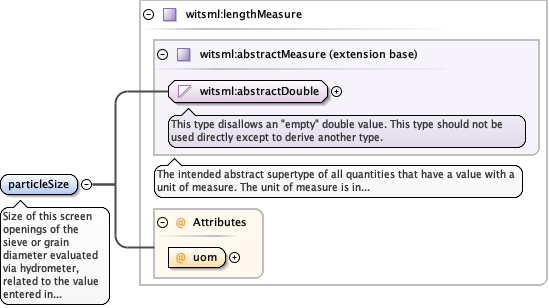 witsml:lengthMeasure
witsml:abstractMeasure (extension base)
witsml:abstractDouble
This type disallows an "empty" double value. This type should not be
used directly except to derive another type.
The intended abstract supertype of all quantities that have a value with a
unit of measure. The unit of measure is in...
particleSize
Size of this screen
openings of the
sieve or grain
diameter evaluated
via hydrometer,
related to the value
entered in...
@ Attributes
@ uom